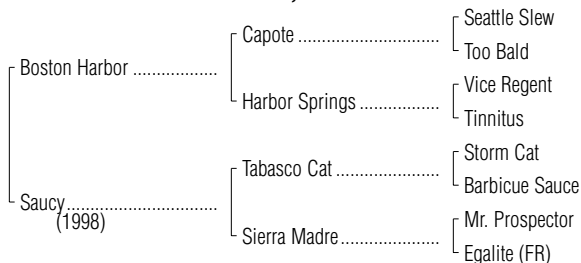 Seattle Slew
Capote ........................................
Too Bald
Boston Harbor ..................
Vice Regent
Harbor Springs .......................
Tinnitus
Storm Cat
Tabasco Cat .............................
Barbicue Sauce
Saucy.................................
(1998)
Mr. Prospector
Sierra Madre............................
Egalite (FR)